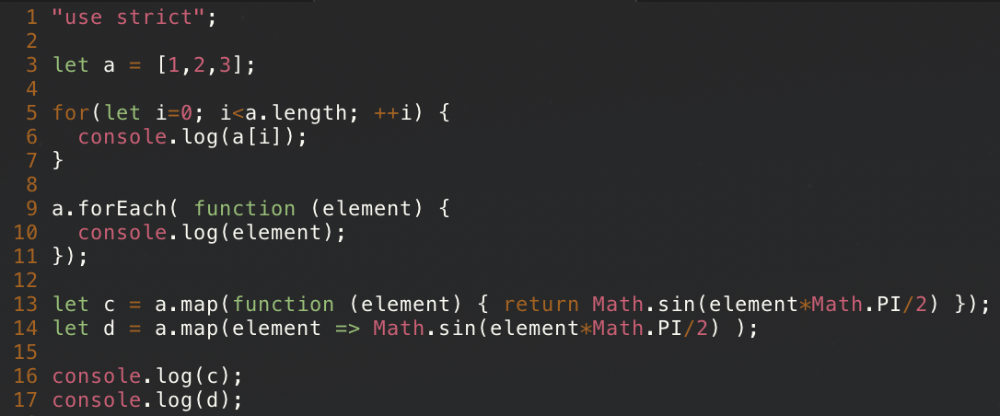 1 "use strict";
2
3 let a = [1,2,3];
4
5 for(let i=0; i<a.length; ++i) {
6   console.log(a[i]);
7 }
8
9 a.forEach( function (element) {
10   console.log(element);
11 });
12
13 let c = a.map(function (element) { return Math.sin(element*Math.PI/2) });
14 let d = a.map(element => Math.sin(element*Math.PI/2) );
15
16 console.log(c);
17 console.log(d);